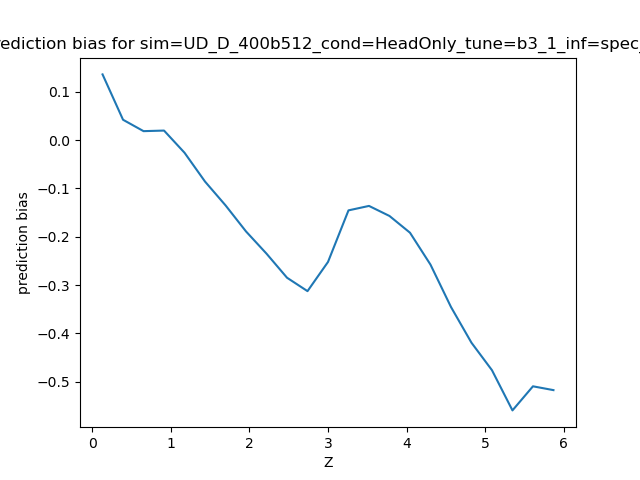 rediction bias for sim=UD_D_400b512_cond=HeadOnly_tune=b3_1_inf=spec_
0.1
0.0
−0.1
−0.2
−0.3
−0.4
−0.5
prediction bias
0 1 2 3 4 5 6
Z